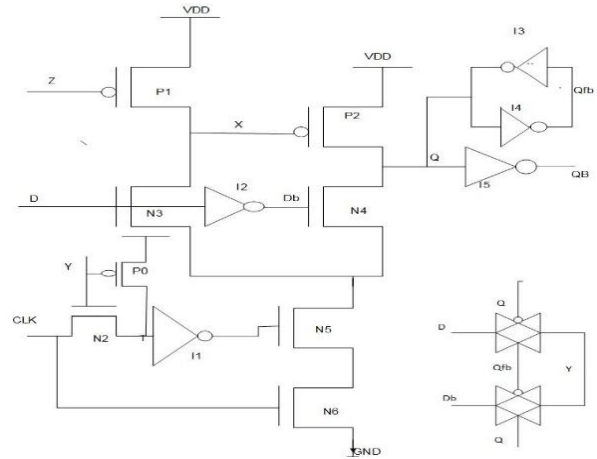 VDD
I3
Z
P1
VDD
Qfb
I4
X
P2
Q
I5
QB
D
I2
Db
N3
N4
Y
P0
CLK
N2
T
I1
N5
N6
GND
Q
D
Qfb
Y
Db
Q